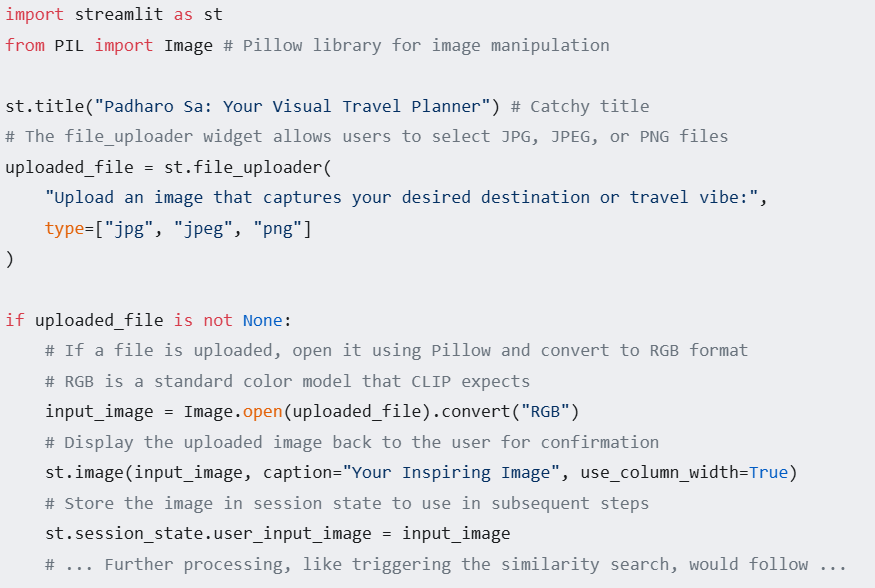 import streamlit as st
from PIL import Image # Pillow library for image manipulation

st.title("Padharo Sa: Your Visual Travel Planner") # Catchy title
# The file_uploader widget allows users to select JPG, JPEG, or PNG files
uploaded_file = st.file_uploader(
    "Upload an image that captures your desired destination or travel vibe:",
    type=["jpg", "jpeg", "png"]
)

if uploaded_file is not None:
    # If a file is uploaded, open it using Pillow and convert to RGB format
    # RGB is a standard color model that CLIP expects
    input_image = Image.open(uploaded_file).convert("RGB")
    # Display the uploaded image back to the user for confirmation
    st.image(input_image, caption="Your Inspiring Image", use_column_width=True)
    # Store the image in session state to use in subsequent steps
    st.session_state.user_input_image = input_image
    # ... Further processing, like triggering the similarity search, would follow ...